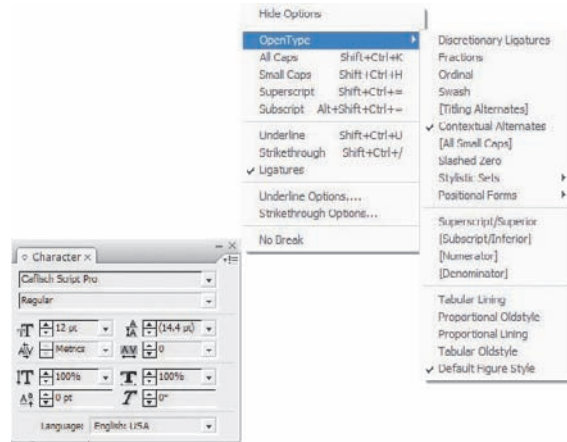 Hide Options
OpenType
All Caps Shift+Ctrl+K
Small Caps Shift+Ctrl+H
Superscript Shift+Ctrl+=
Subscript Alt+Shift+Ctrl+=
Underline Shift+Ctrl+U
Strikethrough Shift+Ctrl+/
Ligatures
Underline Options....
Strikethrough Options...
No Break
Discretionary Ligatures
Fractions
Ordinal
Swash
[Titling Alternates]
Contextual Alternates
[All Small Caps]
Slashed Zero
Stylistic Sets
Positional Forms
Superscript/Superior
[Subscript/Inferior]
[Numerator]
[Denominator]
Tabular Lining
Proportional Oldstyle
Proportional Lining
Tabular Oldstyle
Default Figure Style
Character
Caflisch Script Pro
Regular
12 pt (14.4 pt)
Metrics 0
100% 100%
0 pt 0°
Language: English: USA